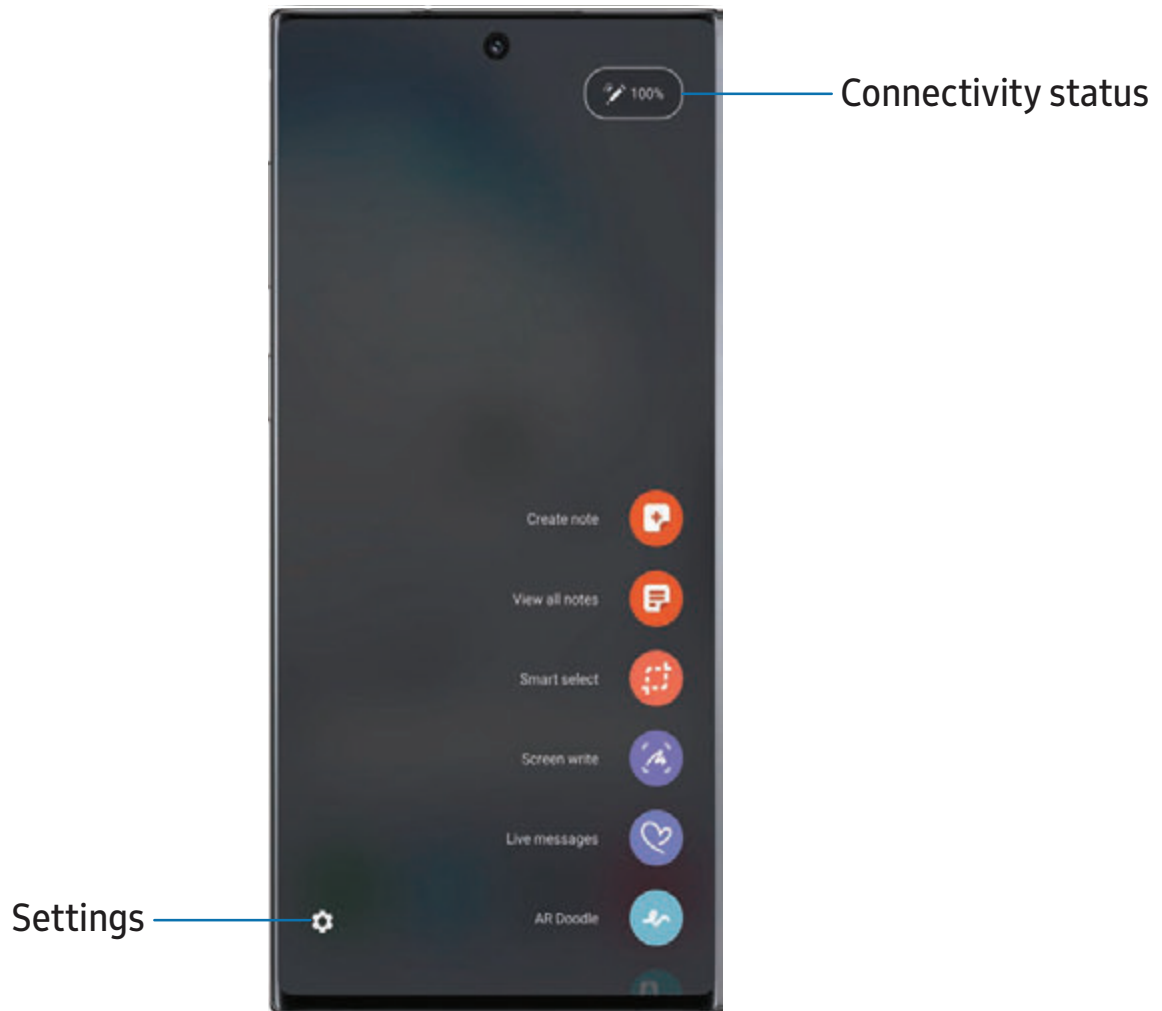 100%
Connectivity status
Create note
View all notes
Smart select
Screen write
Live messages
Settings
AR Doodle